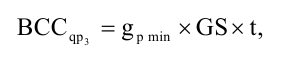 BCC_qp₃ = g_p min × GS × t,